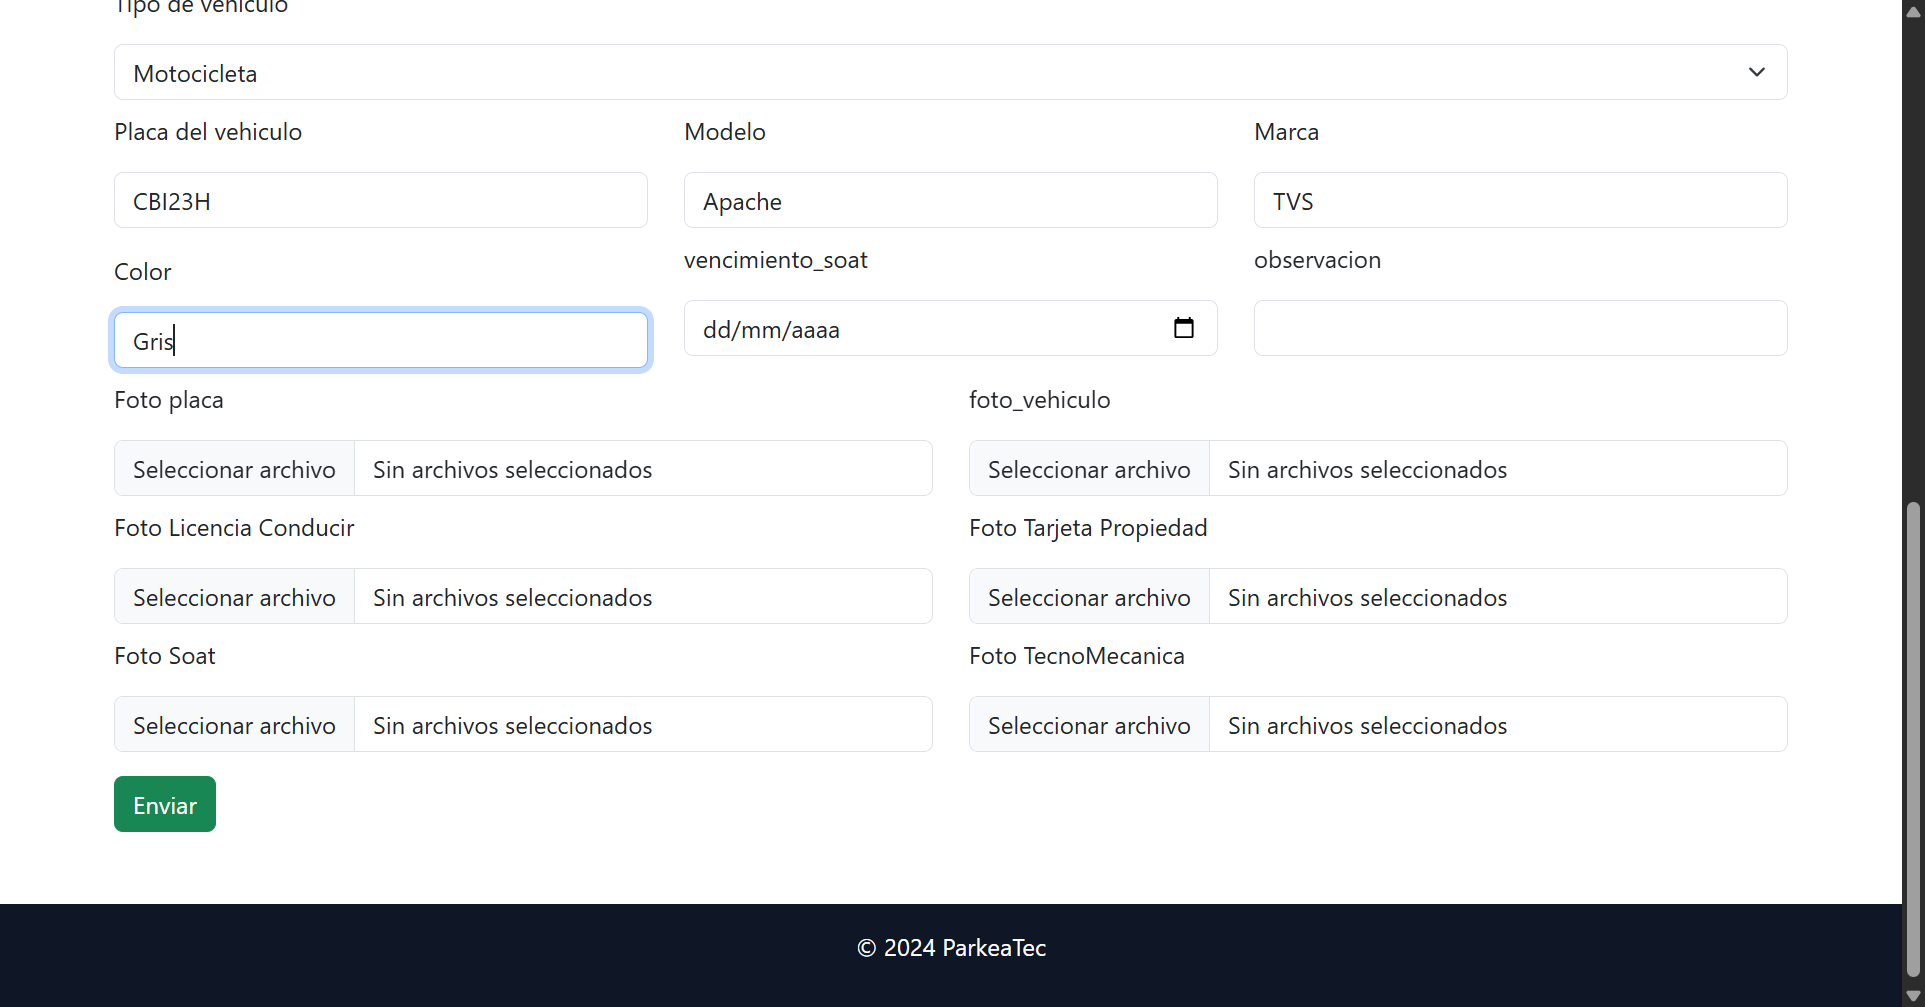 Tipo de vehiculo
Motocicleta
Placa del vehiculo
Modelo
Marca
CBI23H
Apache
TVS
Color
vencimiento_soat
observacion
Gris
dd/mm/aaaa
Foto placa
foto_vehiculo
Seleccionar archivo Sin archivos seleccionados
Seleccionar archivo Sin archivos seleccionados
Foto Licencia Conducir
Foto Tarjeta Propiedad
Seleccionar archivo Sin archivos seleccionados
Seleccionar archivo Sin archivos seleccionados
Foto Soat
Foto TecnoMecanica
Seleccionar archivo Sin archivos seleccionados
Seleccionar archivo Sin archivos seleccionados
Enviar
© 2024 ParkeaTec